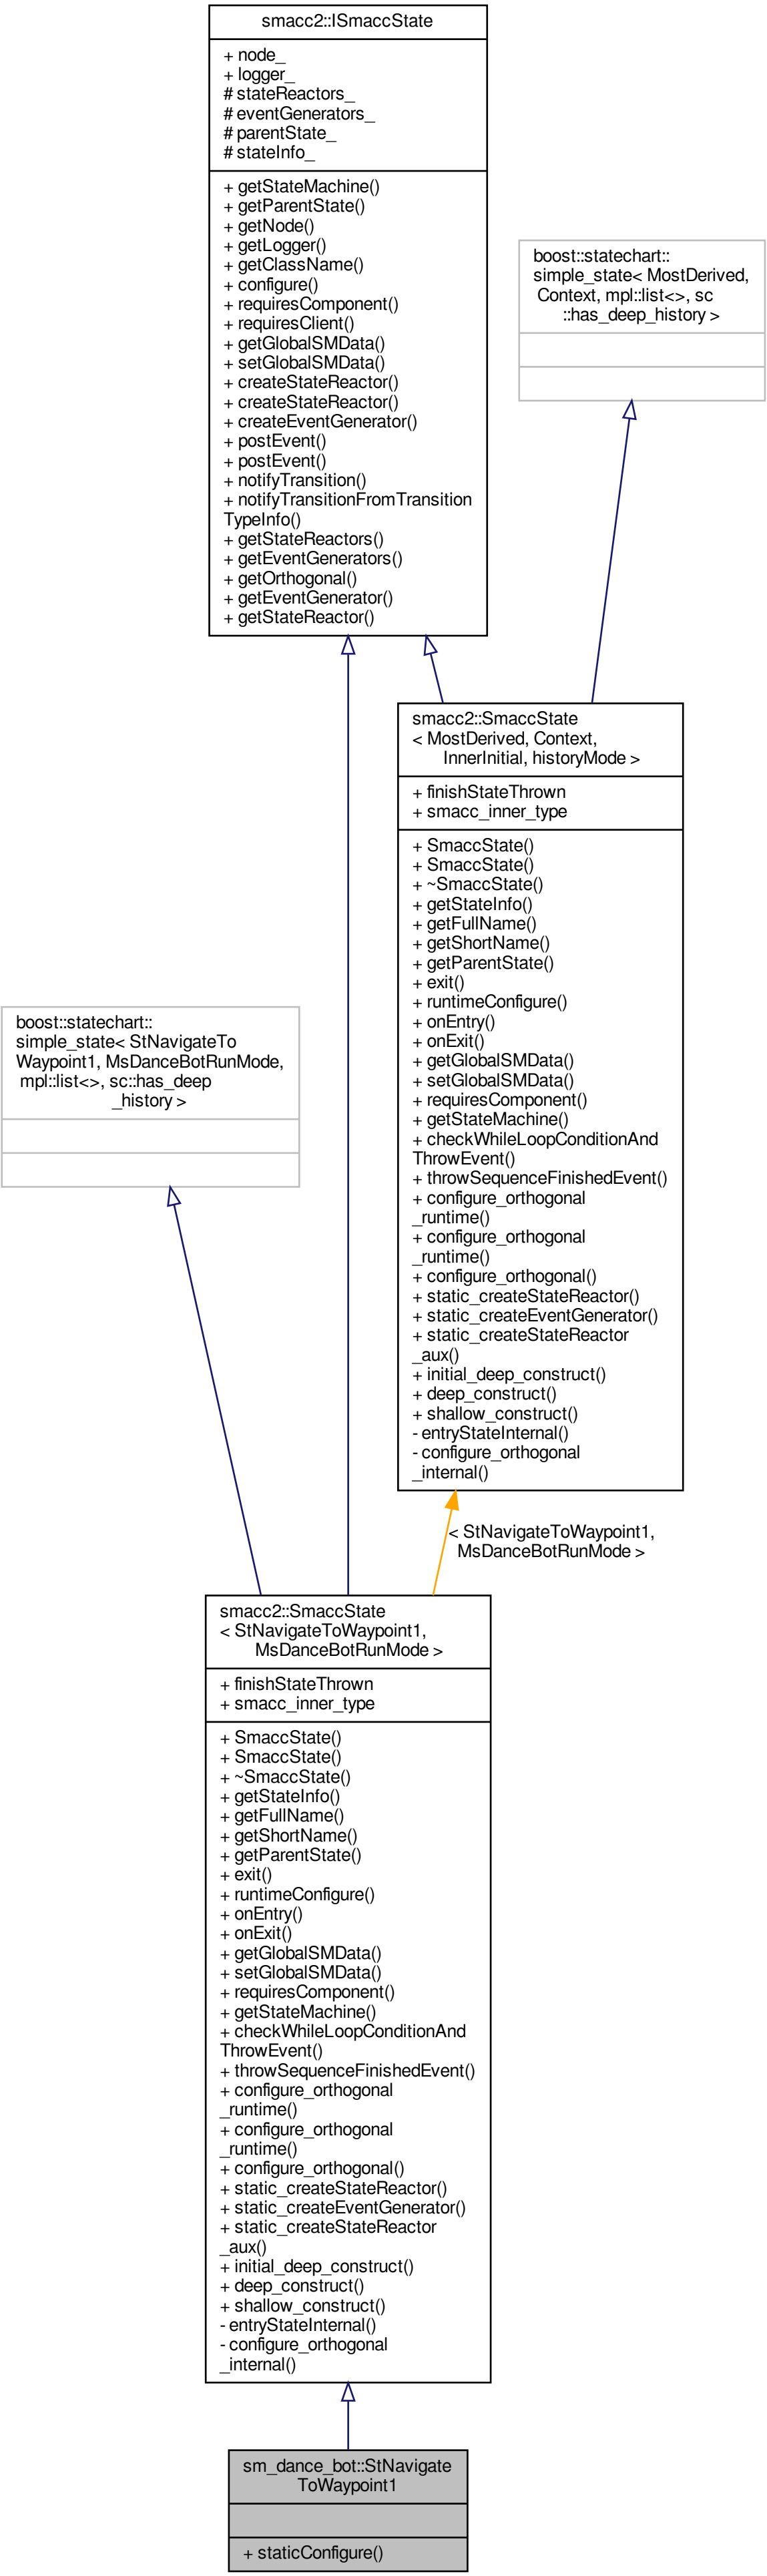 smacc2::ISmaccState
+ node_
+ logger_
# stateReactors_
# eventGenerators_
# parentState_
# stateInfo_
+ getStateMachine()
+ getParentState()
+ getNode()
+ getLogger()
+ getClassName()
+ configure()
+ requiresComponent()
+ requiresClient()
+ getGlobalSMData()
+ setGlobalSMData()
+ createStateReactor()
+ createStateReactor()
+ createEventGenerator()
+ postEvent()
+ postEvent()
+ notifyTransition()
+ notifyTransitionFromTransition
TypeInfo()
+ getStateReactors()
+ getEventGenerators()
+ getOrthogonal()
+ getEventGenerator()
+ getStateReactor()
boost::statechart::
simple_state< MostDerived,
Context, mpl::list<>, sc
::has_deep_history >
smacc2::SmaccState
< MostDerived, Context,
InnerInitial, historyMode >
+ finishStateThrown
+ smacc_inner_type
+ SmaccState()
+ SmaccState()
+ ~SmaccState()
+ getStateInfo()
+ getFullName()
+ getShortName()
+ getParentState()
+ exit()
+ runtimeConfigure()
+ onEntry()
+ onExit()
+ getGlobalSMData()
+ setGlobalSMData()
+ requiresComponent()
+ getStateMachine()
+ checkWhileLoopConditionAnd
ThrowEvent()
+ throwSequenceFinishedEvent()
+ configure_orthogonal
_runtime()
+ configure_orthogonal
_runtime()
+ configure_orthogonal()
+ static_createStateReactor()
+ static_createEventGenerator()
+ static_createStateReactor
_aux()
+ initial_deep_construct()
+ deep_construct()
+ shallow_construct()
- entryStateInternal()
- configure_orthogonal
_internal()
boost::statechart::
simple_state< StNavigateTo
Waypoint1, MsDanceBotRunMode,
mpl::list<>, sc::has_deep
_history >
< StNavigateToWaypoint1,
MsDanceBotRunMode >
smacc2::SmaccState
< StNavigateToWaypoint1,
MsDanceBotRunMode >
+ finishStateThrown
+ smacc_inner_type
+ SmaccState()
+ SmaccState()
+ ~SmaccState()
+ getStateInfo()
+ getFullName()
+ getShortName()
+ getParentState()
+ exit()
+ runtimeConfigure()
+ onEntry()
+ onExit()
+ getGlobalSMData()
+ setGlobalSMData()
+ requiresComponent()
+ getStateMachine()
+ checkWhileLoopConditionAnd
ThrowEvent()
+ throwSequenceFinishedEvent()
+ configure_orthogonal
_runtime()
+ configure_orthogonal
_runtime()
+ configure_orthogonal()
+ static_createStateReactor()
+ static_createEventGenerator()
+ static_createStateReactor
_aux()
+ initial_deep_construct()
+ deep_construct()
+ shallow_construct()
- entryStateInternal()
- configure_orthogonal
_internal()
sm_dance_bot::StNavigate
ToWaypoint1
+ staticConfigure()